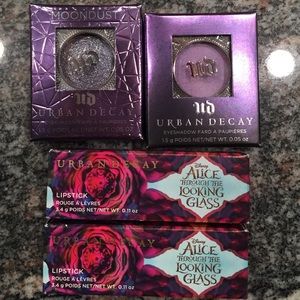 MOONDUST
UD
URBAN DECAY
EYESHADOW FARD À PAUPIÈRES
UD
URBAN DECAY
EYESHADOW FARD À PAUPIÈRES
1.5 g POIDS NET/NET WT. 0.05 oz
URBAN DECAY
LIPSTICK
ROUGE À LÈVRES
3.4 g POIDS NET/NET WT. 0.11 oz
Disney
ALICE
THROUGH THE
LOOKING
GLASS
URBAN DECAY
LIPSTICK
ROUGE À LÈVRES
3.4 g POIDS NET/NET WT. 0.11 oz
Disney
ALICE
THROUGH THE
LOOKING
GLASS